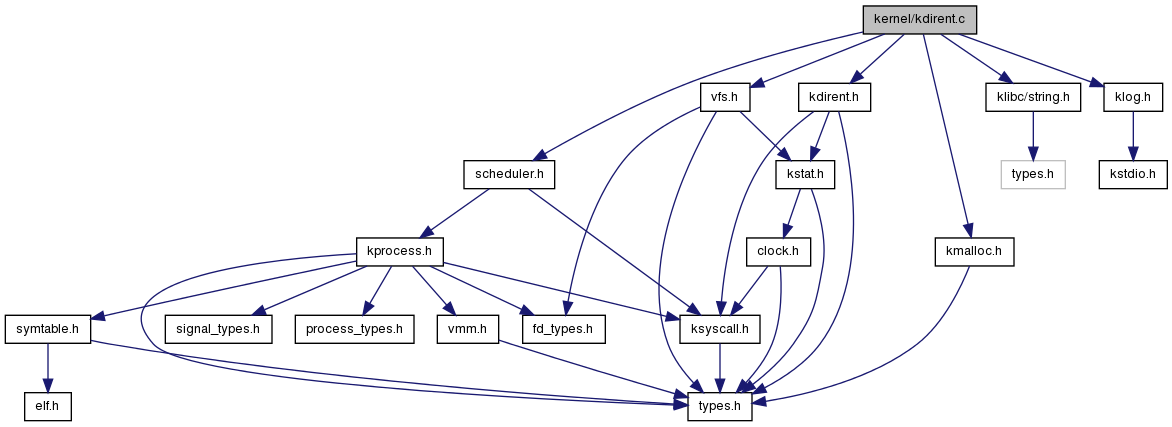 kernel/kdirent.c
vfs.h
kdirent.h
klibc/string.h
klog.h
scheduler.h
kstat.h
types.h
kstdio.h
kprocess.h
clock.h
kmalloc.h
symtable.h
signal_types.h
process_types.h
vmm.h
fd_types.h
ksyscall.h
elf.h
types.h